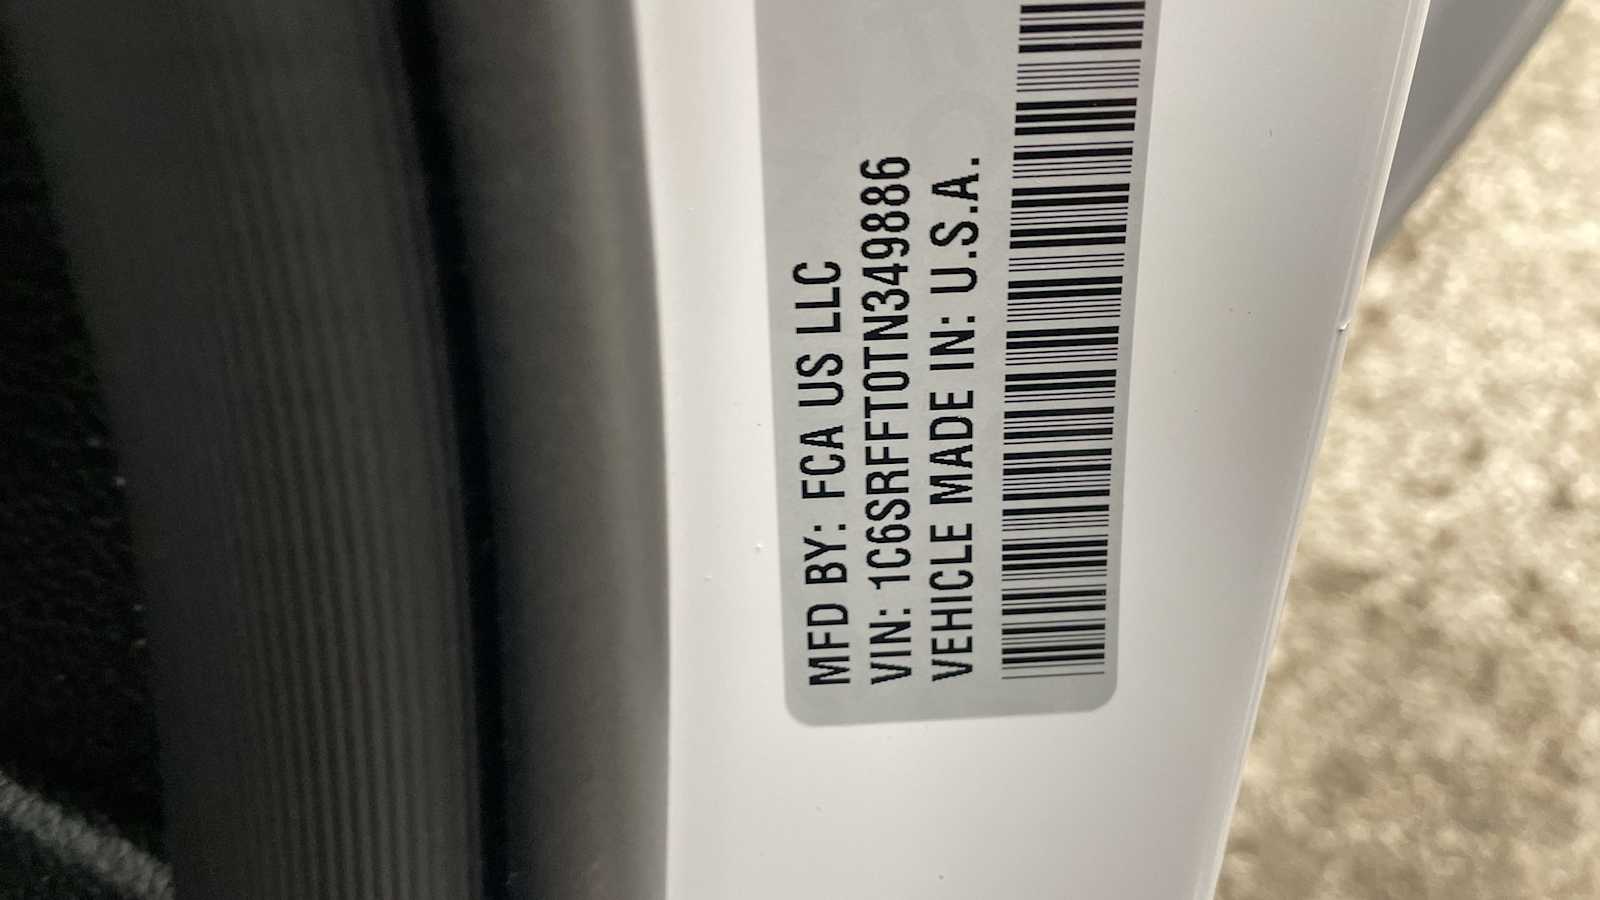 MFD BY: FCA US LLC
VIN: 1C6SRFFT0TN349886
VEHICLE MADE IN: U.S.A.